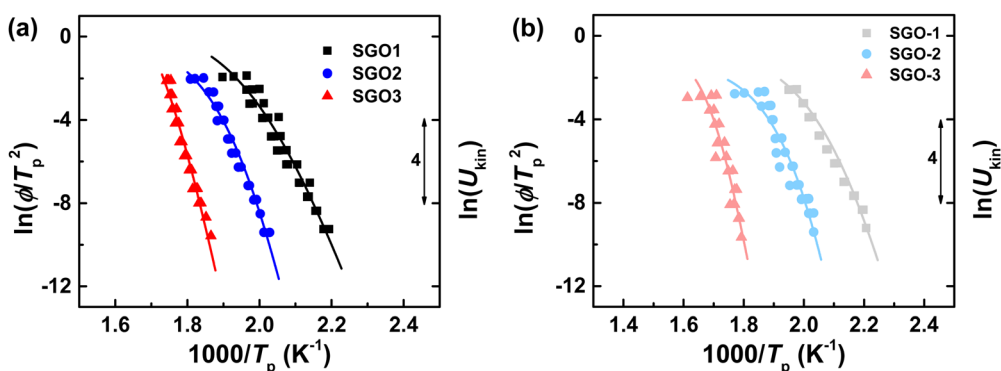 (a)
0
-4
-8
-12
ln(ϕ/Tp²)
SGO1
SGO2
SGO3
4
ln(Ukin)
1.6 1.8 2.0 2.2 2.4
1000/Tp (K⁻¹)
(b)
0
-4
-8
-12
ln(ϕ/Tp²)
SGO-1
SGO-2
SGO-3
4
ln(Ukin)
1.6 1.8 2.0 2.2 2.4
1000/Tp (K⁻¹)